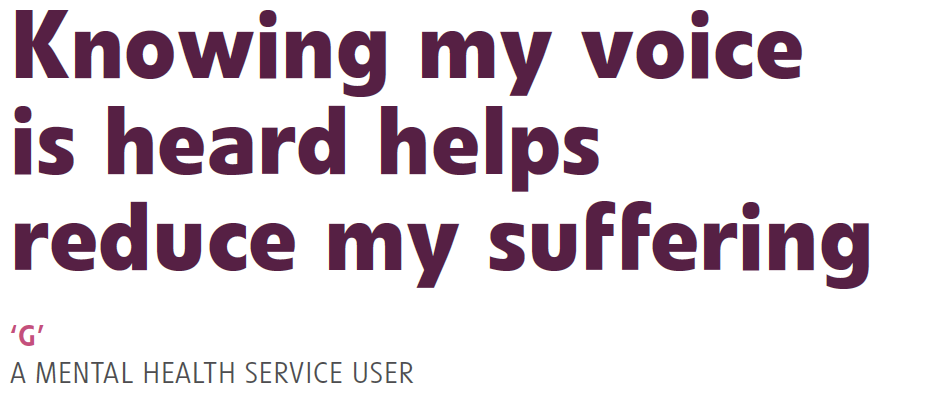 Knowing my voice
is heard helps
reduce my suffering
‘G’
A MENTAL HEALTH SERVICE USER